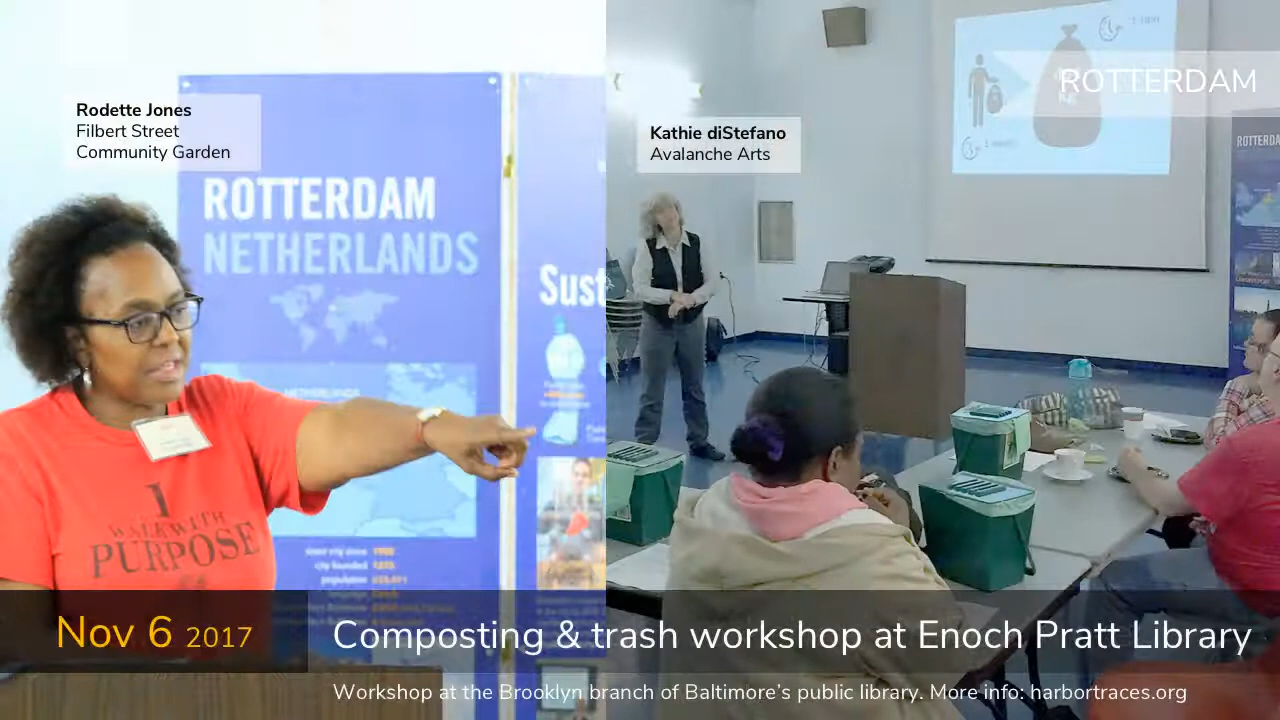 Rodette Jones
Filbert Street
Community Garden
ROTTERDAM
NETHERLANDS
Sust
I
WALK WITH
PURPOSE
Kathie diStefano
Avalanche Arts
ROTTERDAM
ROTTERDA
Nov 6 2017
Composting & trash workshop at Enoch Pratt Library
Workshop at the Brooklyn branch of Baltimore's public library. More info: harbortraces.org